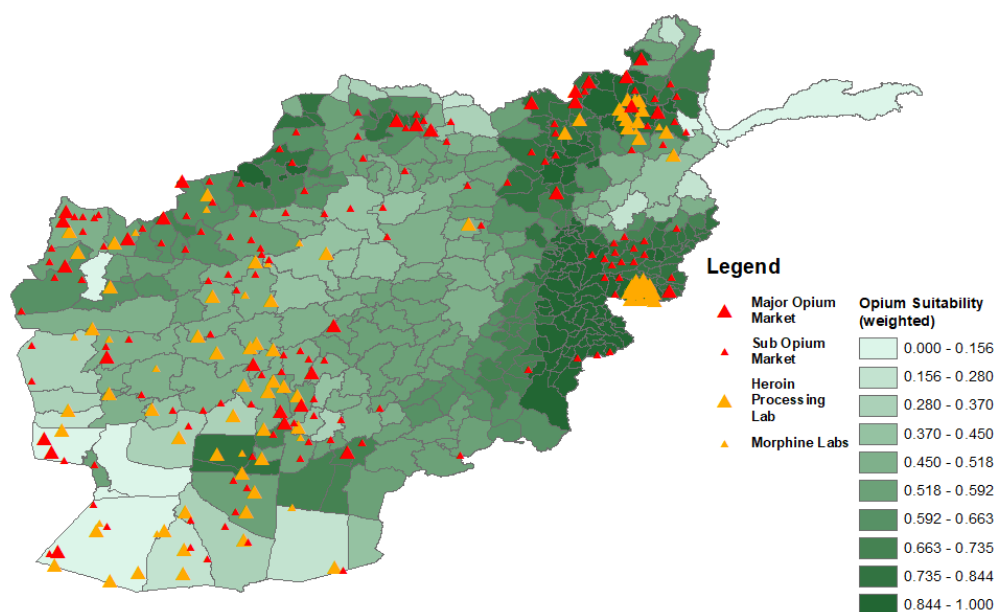 Legend
Major Opium
Market
Sub Opium
Market
Heroin
Processing
Lab
Morphine Labs
Opium Suitability
(weighted)
0.000 - 0.156
0.156 - 0.280
0.280 - 0.370
0.370 - 0.450
0.450 - 0.518
0.518 - 0.592
0.592 - 0.663
0.663 - 0.735
0.735 - 0.844
0.844 - 1.000